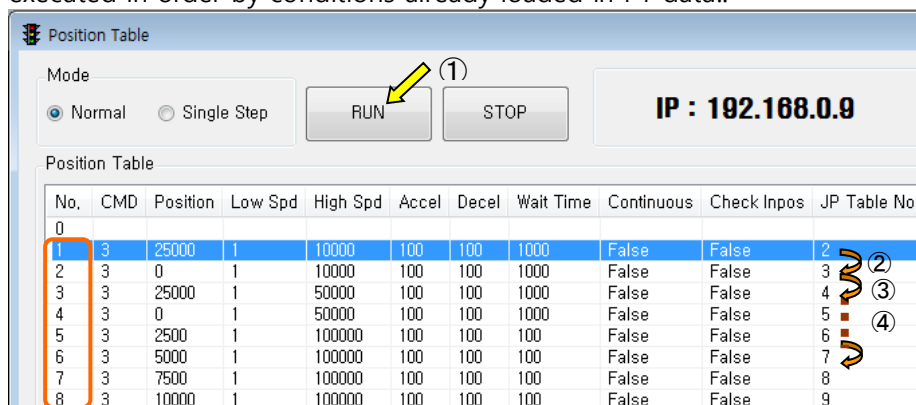 executed in order by conditions already loaded in PT data..
Position Table
Mode
①
Normal Single Step RUN STOP IP : 192.168.0.9
Position Table
No. CMD Position Low Spd High Spd Accel Decel Wait Time Continuous Check Inpos JP Table No
0
1 3 25000 1 10000 100 100 1000 False False 2
2 3 0 1 10000 100 100 1000 False False 3 ②
3 3 25000 1 50000 100 100 1000 False False 4 ③
4 3 0 1 50000 100 100 1000 False False 5 ④
5 3 2500 1 100000 100 100 100 False False 6
6 3 5000 1 100000 100 100 100 False False 7
7 3 7500 1 100000 100 100 100 False False 8
8 3 10000 1 100000 100 100 100 False False 9